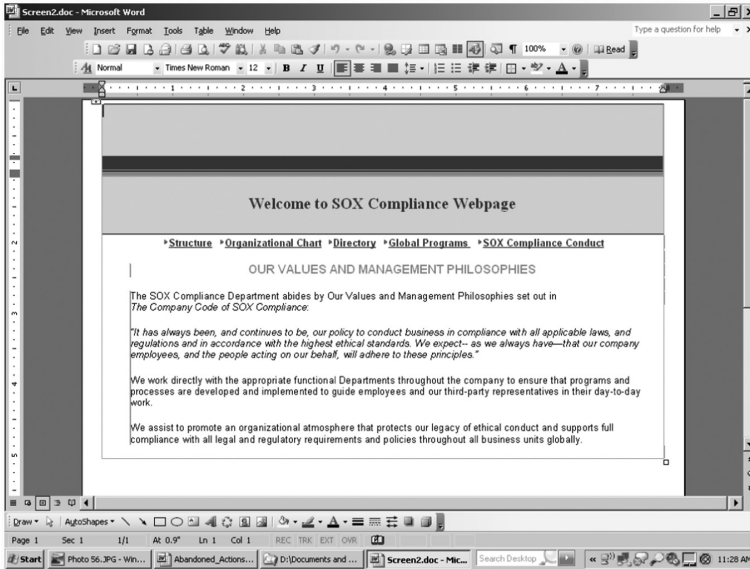 Screen2.doc - Microsoft Word
File Edit View Insert Format Tools Table Window Help
Type a question for help
100%
Read
Normal
Times New Roman
12
B I U
1 2 3 4 5 6 7
Welcome to SOX Compliance Webpage
Structure Organizational Chart Directory Global Programs SOX Compliance Conduct
OUR VALUES AND MANAGEMENT PHILOSOPHIES
The SOX Compliance Department abides by Our Values and Management Philosophies set out in
The Company Code of SOX Compliance:
"It has always been, and continues to be, our policy to conduct business in compliance with all applicable laws, and
regulations and in accordance with the highest ethical standards. We expect-- as we always have—that our company
employees, and the people acting on our behalf, will adhere to these principles."
We work directly with the appropriate functional Departments throughout the company to ensure that programs and
processes are developed and implemented to guide employees and our third-party representatives in their day-to-day
work.
We assist to promote an organizational atmosphere that protects our legacy of ethical conduct and supports full
compliance with all legal and regulatory requirements and policies throughout all business units globally.
Draw AutoShapes
Page 1 Sec 1 1/1 At 0.9" Ln 1 Col 1 REC TRK EXT OVR
Start Photo 56.JPG - Win... Abandoned_Actions... D:\Documents and ... Screen2.doc - Mic... Search Desktop 11:28 AM